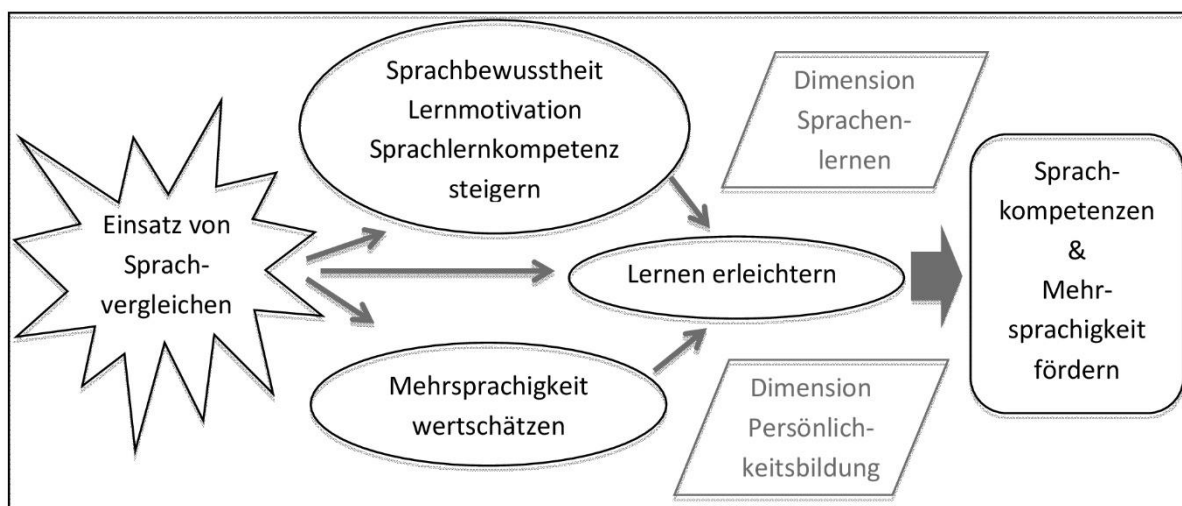 Einsatz von
Sprach-
vergleichen
Sprachbewusstheit
Lernmotivation
Sprachlernkompetenz
steigern
Mehrsprachigkeit
wertschätzen
Lernen erleichtern
Dimension
Sprachen-
lernen
Dimension
Persönlich-
keitsbildung
Sprach-
kompetenzen
&
Mehr-
sprachigkeit
fördern